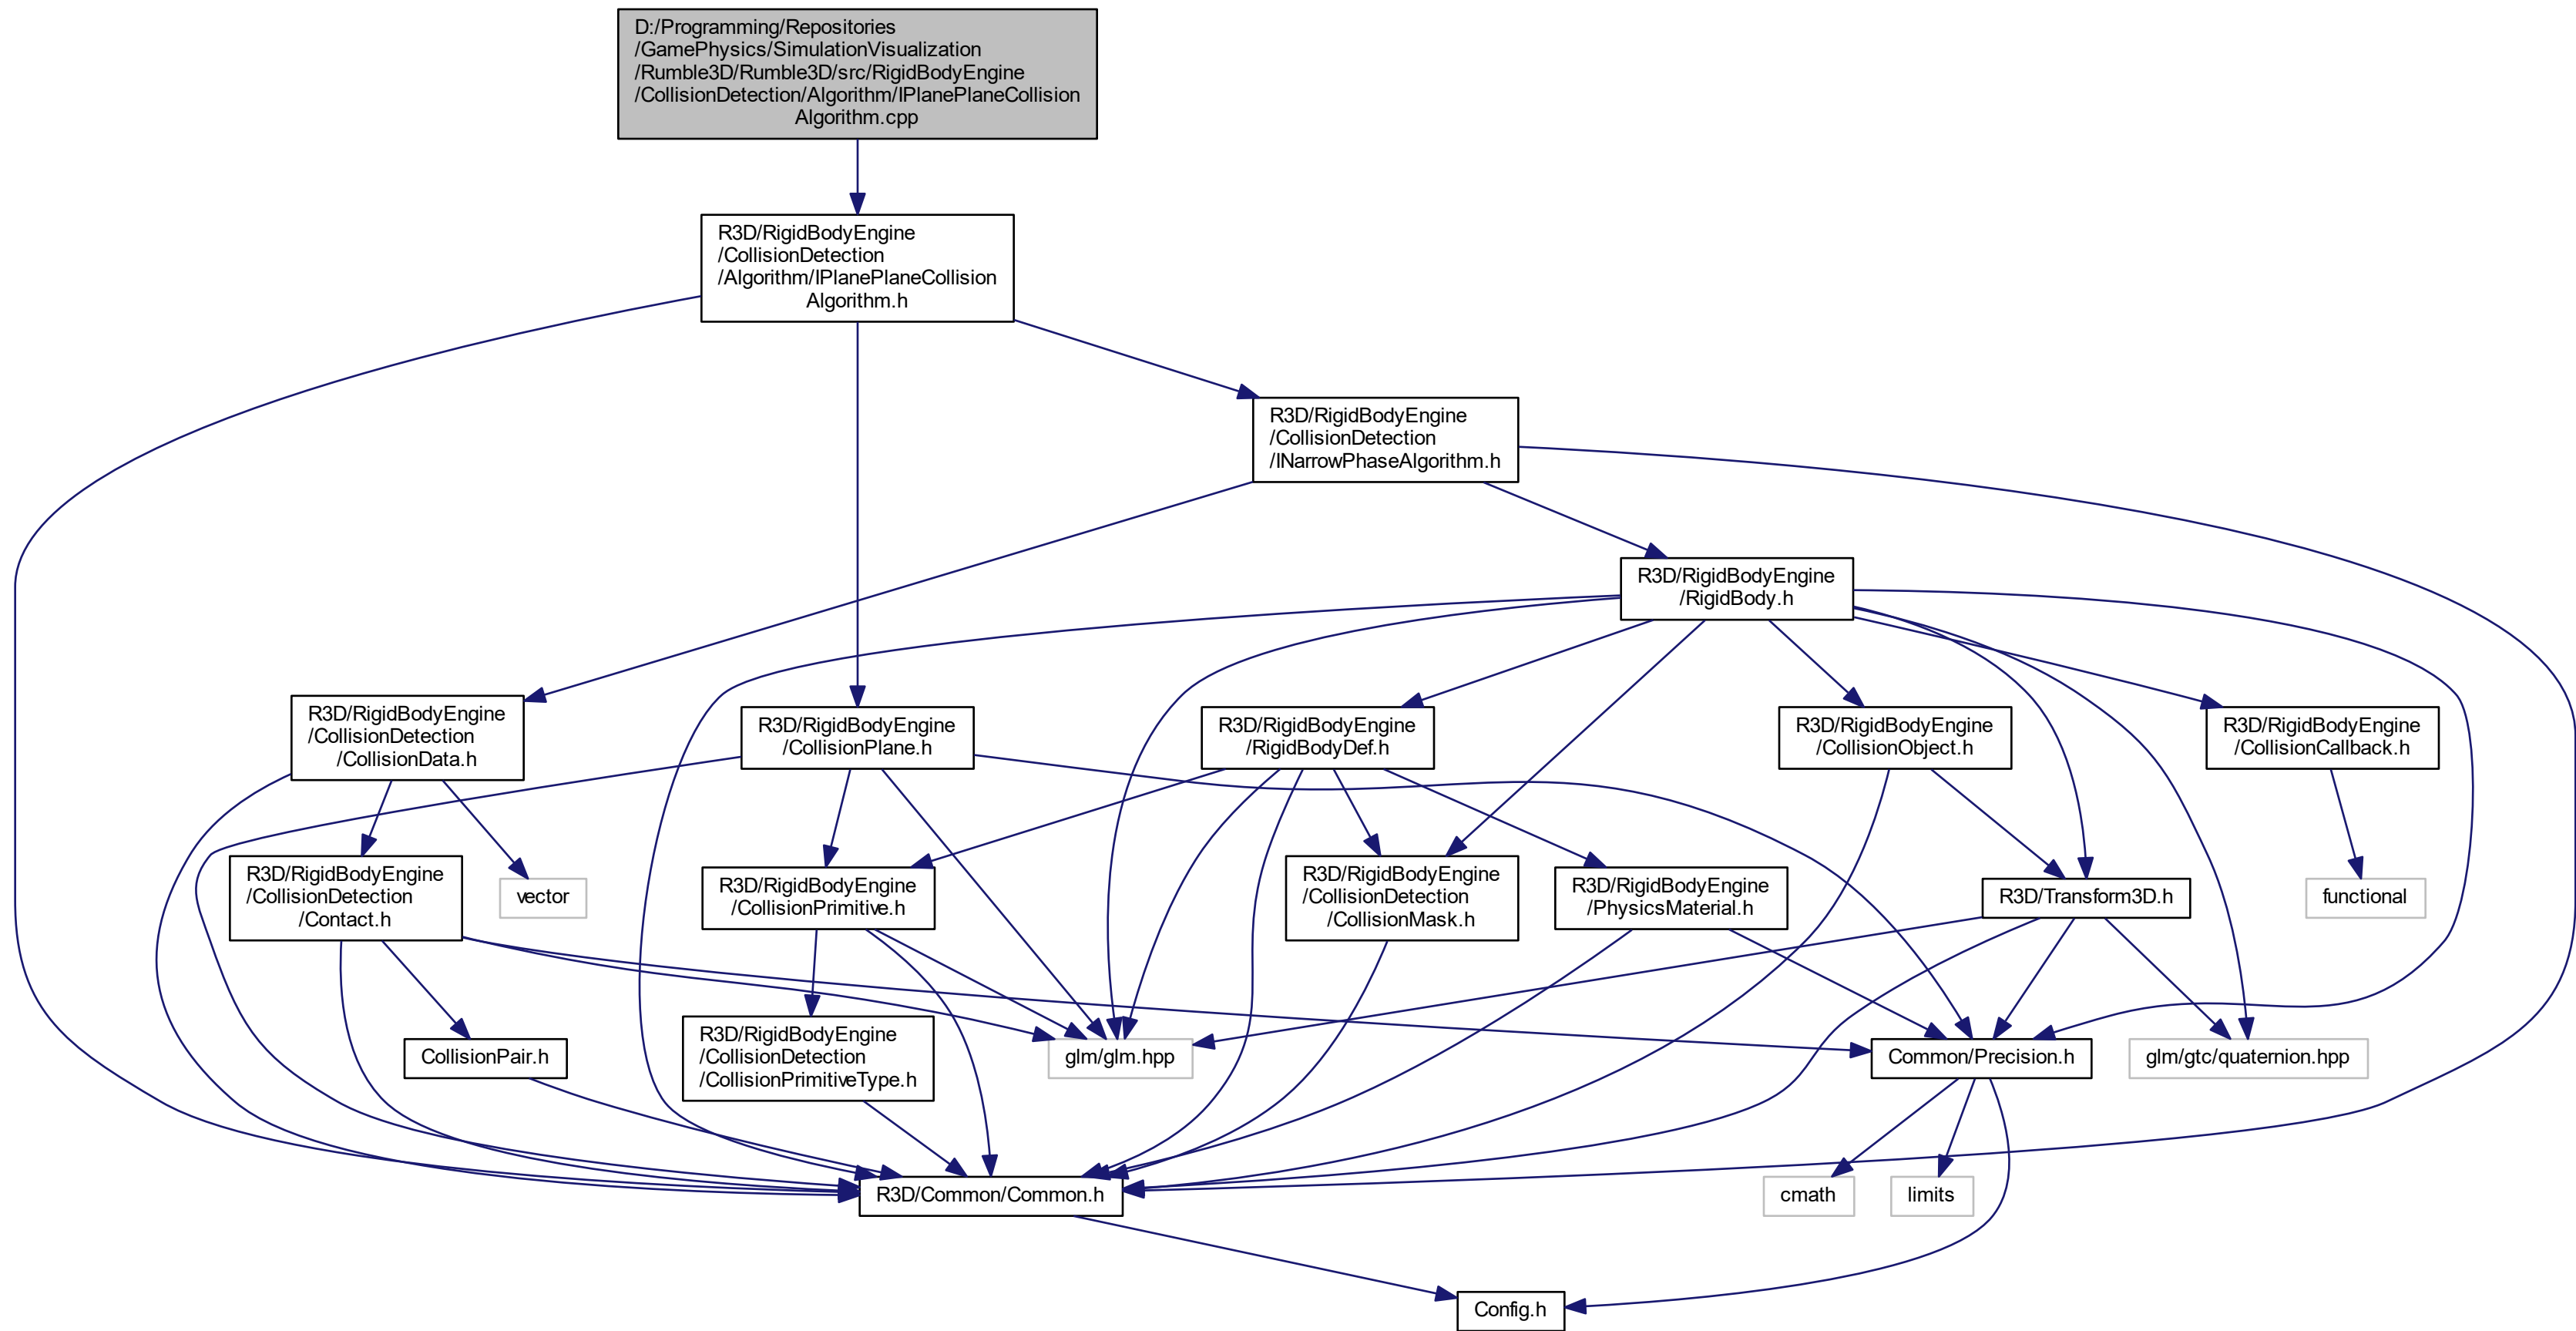 D:/Programming/Repositories
/GamePhysics/SimulationVisualization
/Rumble3D/Rumble3D/src/RigidBodyEngine
/CollisionDetection/Algorithm/IPlanePlaneCollision
Algorithm.cpp
R3D/RigidBodyEngine
/CollisionDetection
/Algorithm/IPlanePlaneCollision
Algorithm.h
R3D/RigidBodyEngine
/CollisionDetection
/INarrowPhaseAlgorithm.h
R3D/RigidBodyEngine
/RigidBody.h
R3D/RigidBodyEngine
/CollisionDetection
/CollisionData.h
R3D/RigidBodyEngine
/CollisionPlane.h
R3D/RigidBodyEngine
/RigidBodyDef.h
R3D/RigidBodyEngine
/CollisionObject.h
R3D/RigidBodyEngine
/CollisionCallback.h
R3D/RigidBodyEngine
/CollisionDetection
/Contact.h
vector
R3D/RigidBodyEngine
/CollisionPrimitive.h
R3D/RigidBodyEngine
/CollisionDetection
/CollisionMask.h
R3D/RigidBodyEngine
/PhysicsMaterial.h
R3D/Transform3D.h
functional
CollisionPair.h
R3D/RigidBodyEngine
/CollisionDetection
/CollisionPrimitiveType.h
glm/glm.hpp
Common/Precision.h
glm/gtc/quaternion.hpp
R3D/Common/Common.h
cmath
limits
Config.h